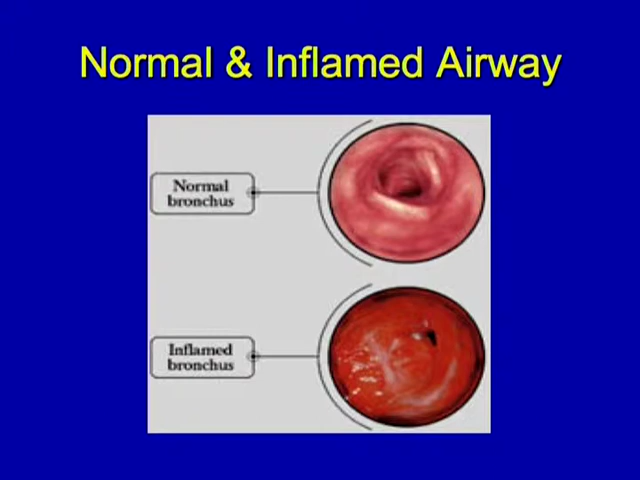 Normal & Inflamed Airway
Normal
bronchus
Inflamed
bronchus